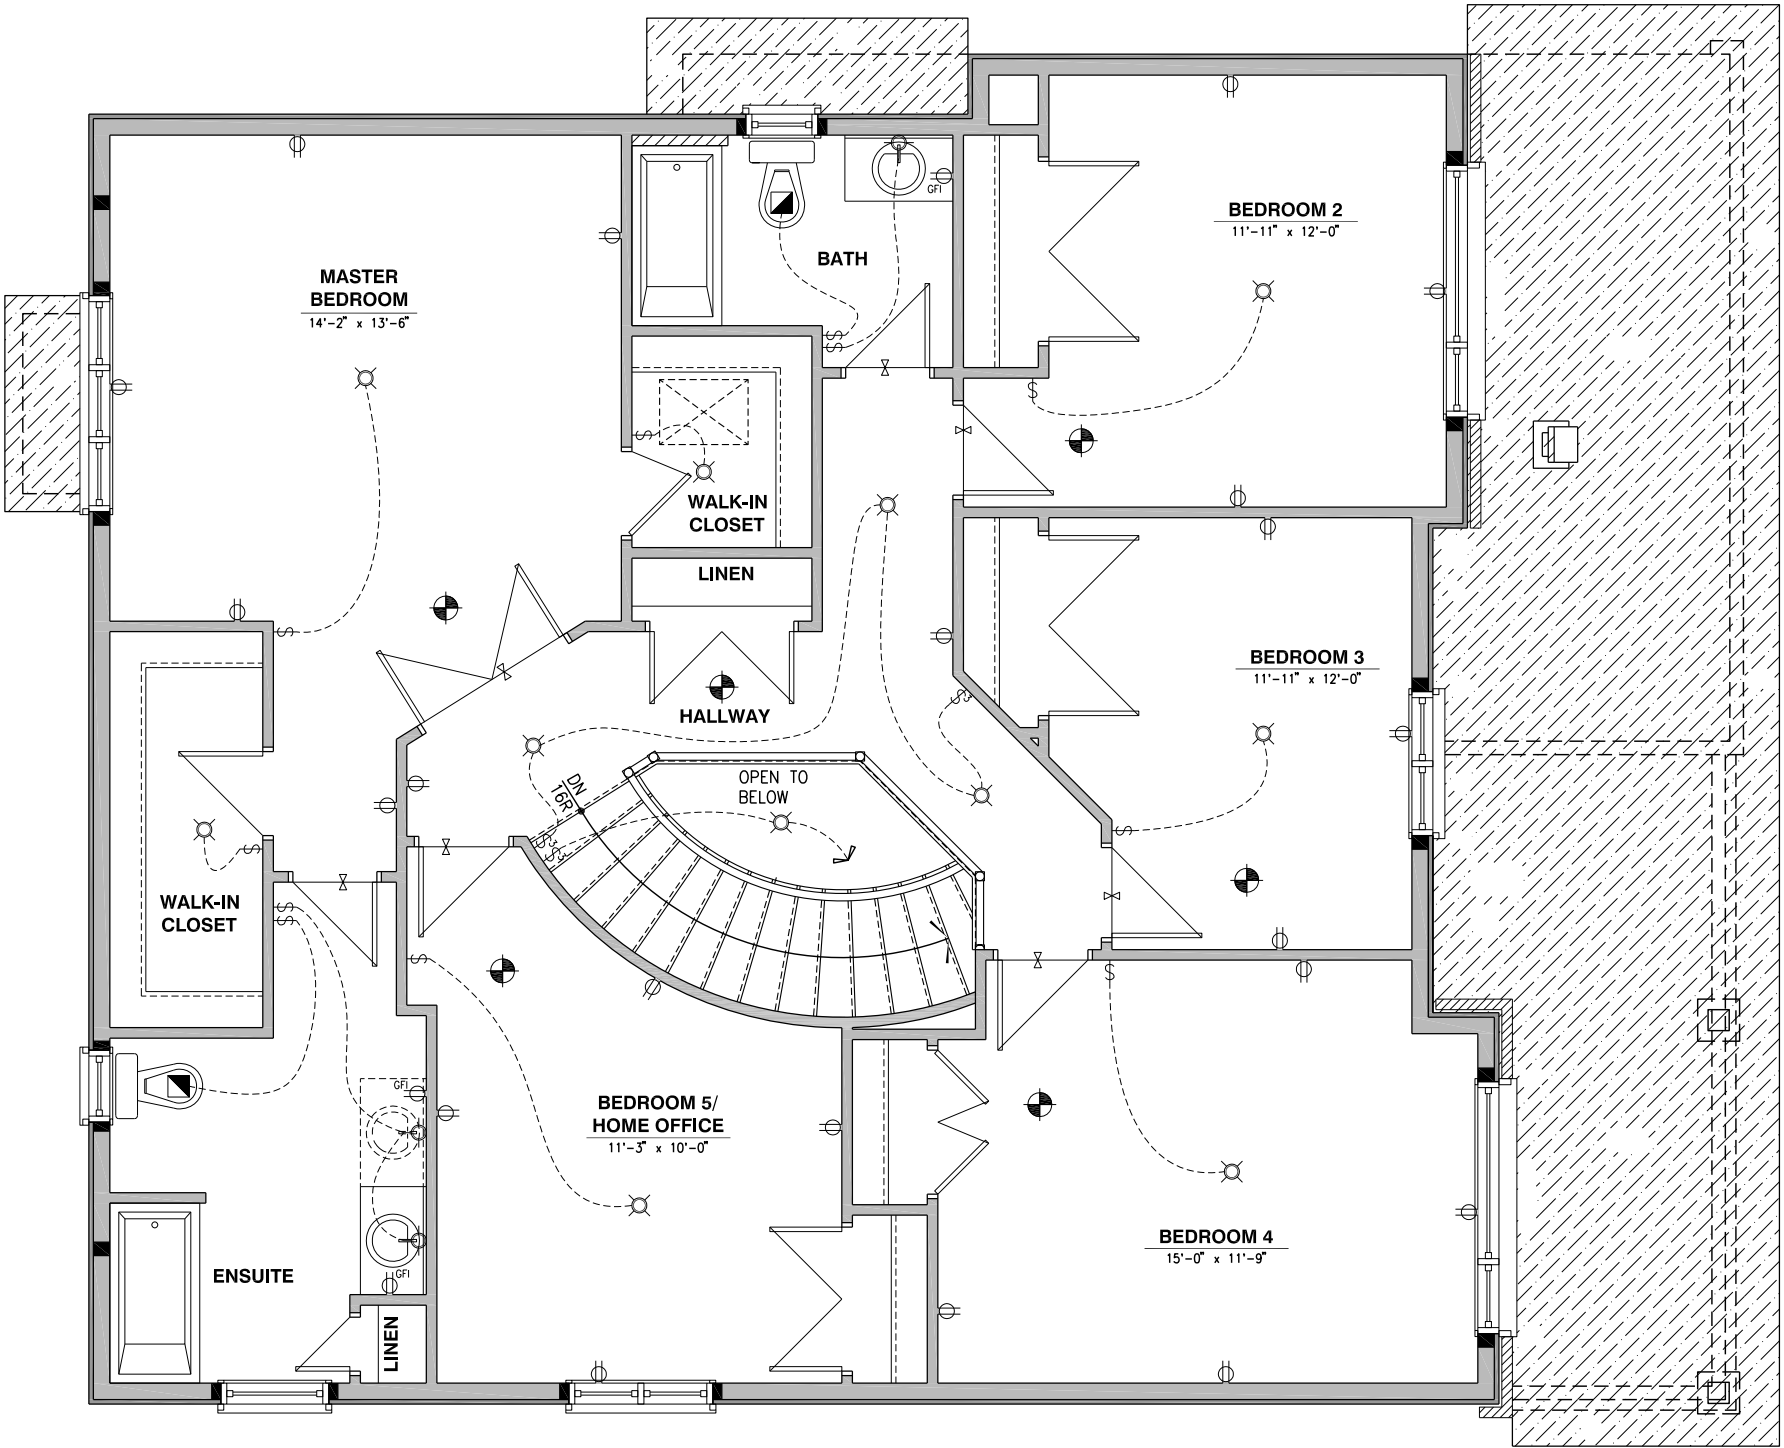 BEDROOM 2
11'-11" x 12'-0"
GFI
BATH
MASTER
BEDROOM
14'-2" x 13'-6"
S
S
S
S
WALK-IN
CLOSET
LINEN
S
BEDROOM 3
11'-11" x 12'-0"
S
HALLWAY
DN
16R
OPEN TO
BELOW
S
S3
S3
S
WALK-IN
CLOSET
S
S
S
S
GFI
BEDROOM 5/
HOME OFFICE
11'-3" x 10'-0"
BEDROOM 4
15'-0" x 11'-9"
GFI
ENSUITE
LINEN